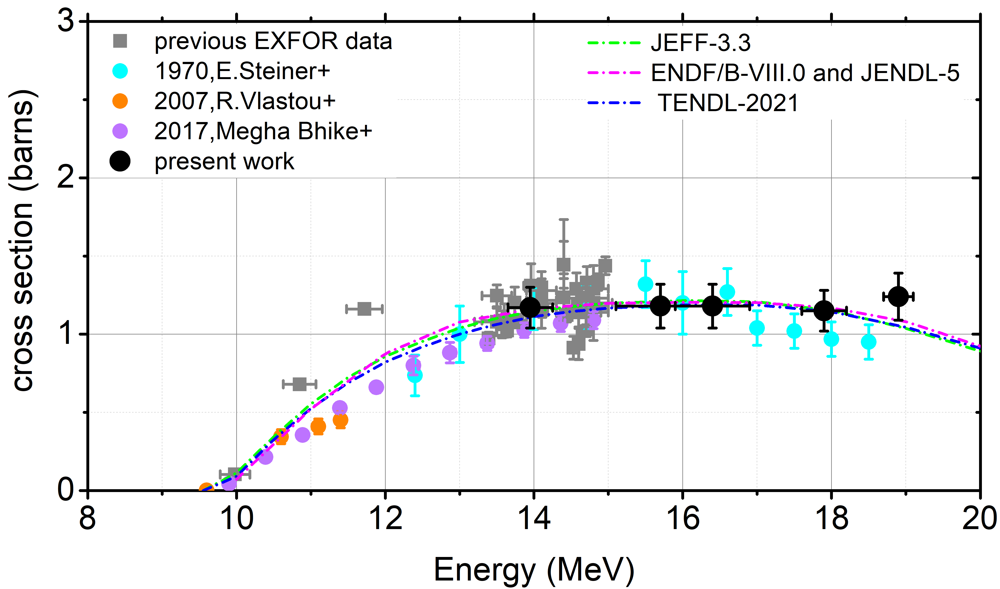 3
previous EXFOR data
1970,E.Steiner+
2007,R.Vlastou+
2017,Megha Bhike+
present work
JEFF-3.3
ENDF/B-VIII.0 and JENDL-5
TENDL-2021
2
1
0
cross section (barns)
8 10 12 14 16 18 20
Energy (MeV)